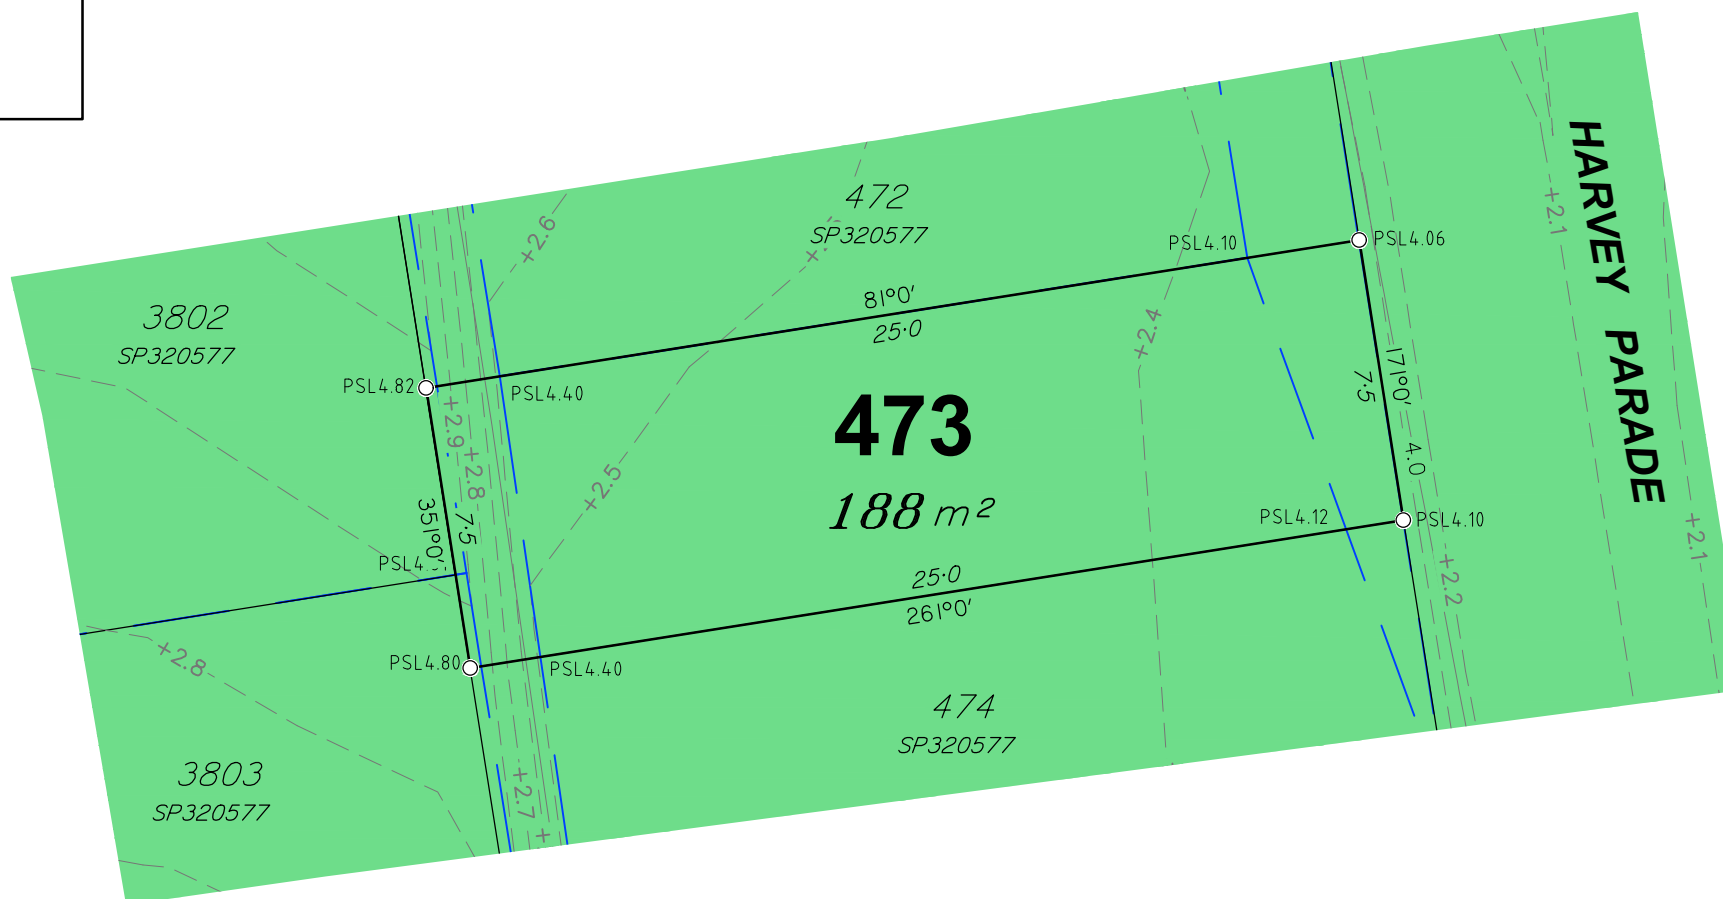 472
SP320577
+2.6
PSL4.10
PSL4.06
HARVEY PARADE
+2.1
81°0'
25·0
3802
SP320577
+2.4
PSL4.82
PSL4.40
171°0'
7·5
473
188 m²
+2.9
+2.8
+2.5
4.0
351°0'
7·5
PSL4.12
PSL4.10
+2.1
25·0
261°0'
+2.2
+2.8
PSL4.80
PSL4.40
474
SP320577
3803
SP320577
+2.7